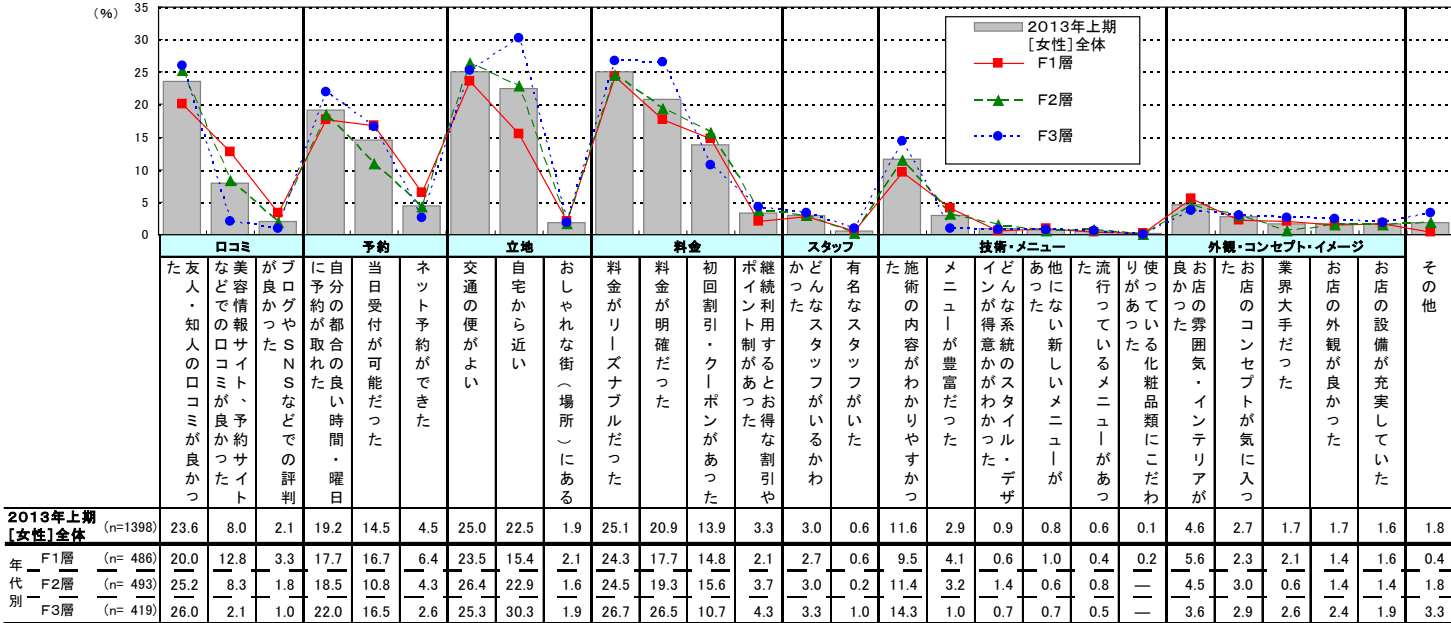 (%)
35
30
25
20
15
10
5
0
2013年上期
[女性]全体
F1層
F2層
F3層
口コミ 予約 立地 料金 スタッフ 技術・メニュー 外観・コンセプト・イメージ
友人・知人の口コミが良かっ
た
美容情報サイト、予約サイト
などでの口コミが良かった
ブログやSNSなどでの評判
が良かった
自分の都合の良い時間・曜日
に予約が取れた
当日受付が可能だった
ネット予約ができた
交通の便がよい
自宅から近い
おしゃれな街(場所)にある
料金がリーズナブルだった
料金が明確だった
初回割引・クーポンがあった
継続利用するとお得な割引や
ポイント制があった
どんなスタッフがいるかわ
かった
有名なスタッフがいた
施術の内容がわかりやすかっ
た
メニューが豊富だった
どんな系統のスタイル・デザ
インが得意かがわかった
他にない新しいメニューが
あった
流行っているメニューがあっ
た
使っている化粧品類にこだわ
りがあった
お店の雰囲気・インテリアが
良かった
お店のコンセプトが気に入っ
た
業界大手だった
お店の外観が良かった
お店の設備が充実していた
その他
2013年上期
[女性]全体 (n=1398) 23.6 8.0 2.1 19.2 14.5 4.5 25.0 22.5 1.9 25.1 20.9 13.9 3.3 3.0 0.6 11.6 2.9 0.9 0.8 0.6 0.1 4.6 2.7 1.7 1.7 1.6 1.8
年代別
F1層 (n= 486) 20.0 12.8 3.3 17.7 16.7 6.4 23.5 15.4 2.1 24.3 17.7 14.8 2.1 2.7 0.6 9.5 4.1 0.6 1.0 0.4 0.2 5.6 2.3 2.1 1.4 1.6 0.4
F2層 (n= 493) 25.2 8.3 1.8 18.5 10.8 4.3 26.4 22.9 1.6 24.5 19.3 15.6 3.7 3.0 0.2 11.4 3.2 1.4 0.6 0.8 — 4.5 3.0 0.6 1.4 1.4 1.8
F3層 (n= 419) 26.0 2.1 1.0 22.0 16.5 2.6 25.3 30.3 1.9 26.7 26.5 10.7 4.3 3.3 1.0 14.3 1.0 0.7 0.7 0.5 — 3.6 2.9 2.6 2.4 1.9 3.3